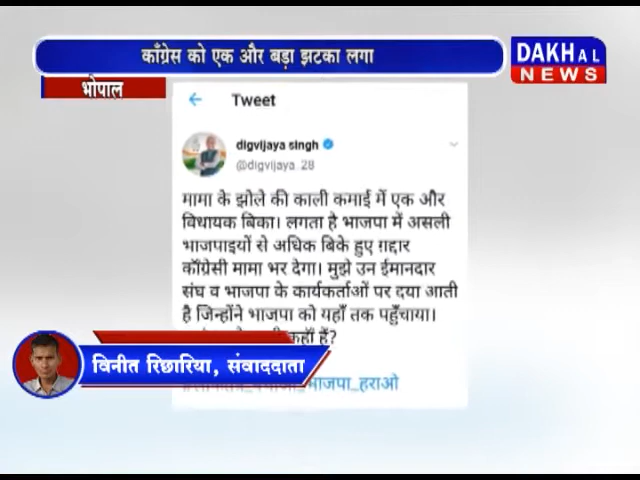 काँग्रेस को एक और बड़ा झटका लगा
DAKHAL
NEWS
भोपाल
Tweet
digvijaya singh
@digvijaya_28
मामा के झोले की काली कमाई में एक और
विधायक बिका। लगता है भाजपा में असली
भाजपाइयों से अधिक बिके हुए ग़द्दार
कॉंग्रेसी मामा भर देगा। मुझे उन ईमानदार
संघ व भाजपा के कार्यकर्ताओं पर दया आती
है जिन्होंने भाजपा को यहाँ तक पहुँचाया।
कहाँ हैं?
विनीत रिछारिया, संवाददाता
_भाजपा_हराओ